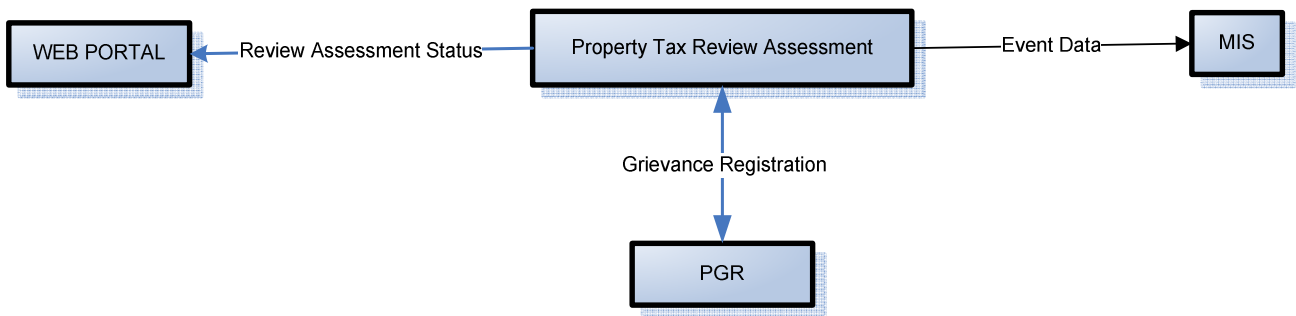 WEB PORTAL
Review Assessment Status
Property Tax Review Assessment
Event Data
MIS
Grievance Registration
PGR